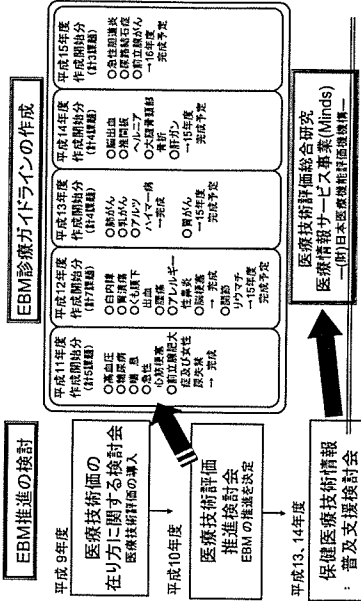 EBM推進の検討
平成9年度
医療技術評価の
在り方に関する検討会
医療技術評価の導入
平成10年度
医療技術評価
推進検討会
EBMの推進を決定
平成13、14年度
保健医療技術情報
普及支援検討会
EBM診療ガイドラインの作成
平成11年度
作成開始分
(計5課題)
○高血圧
○糖尿病
○喘息
○急性
心筋梗塞
○前立腺肥大
症及び女性
尿失禁
→完成
平成12年度
作成開始分
(計7課題)
○白内障
○胃潰瘍
○くも膜下
出血
○腰痛
○アレルギー
性鼻炎
○脳梗塞
→完成
○関節
リウマチ
→15年度
完成予定
平成13年度
作成開始分
(計4課題)
○肺がん
○乳がん
○アルツ
ハイマー病
→完成
○胃がん
→15年度
完成予定
平成14年度
作成開始分
(計4課題)
○脳出血
○椎間板
ヘルニア
○大腿骨頚部
骨折
○肝ガン
→15年度
完成予定
平成15年度
作成開始分
(計3課題)
○急性胆道炎
○尿路結石症
○前立腺がん
→16年度
完成予定
医療技術評価総合研究
医療情報サービス事業(Minds)
―(財)日本医療機能評価機構―